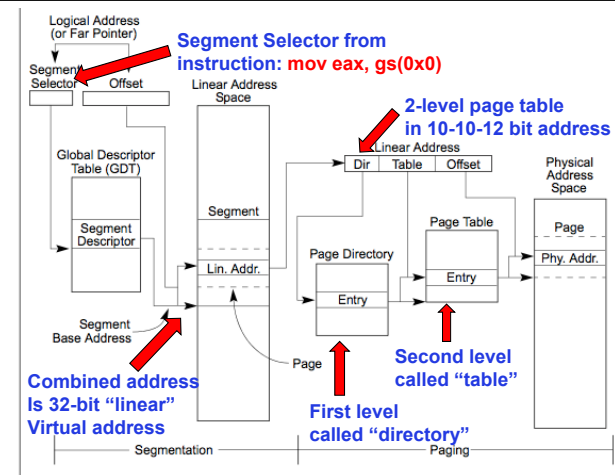 Logical Address
(or Far Pointer)
Segment Selector from
instruction: mov eax, gs(0x0)
Segment
Selector
Offset
Linear Address
Space
2-level page table
in 10-10-12 bit address
Linear Address
Dir Table Offset
Physical
Address
Space
Global Descriptor
Table (GDT)
Segment
Descriptor
Segment
Lin. Addr.
Page Directory
Entry
Page Table
Entry
Page
Phy. Addr.
Segment
Base Address
Page
Combined address
Is 32-bit “linear”
Virtual address
First level
called “directory”
Second level
called “table”
Segmentation
Paging